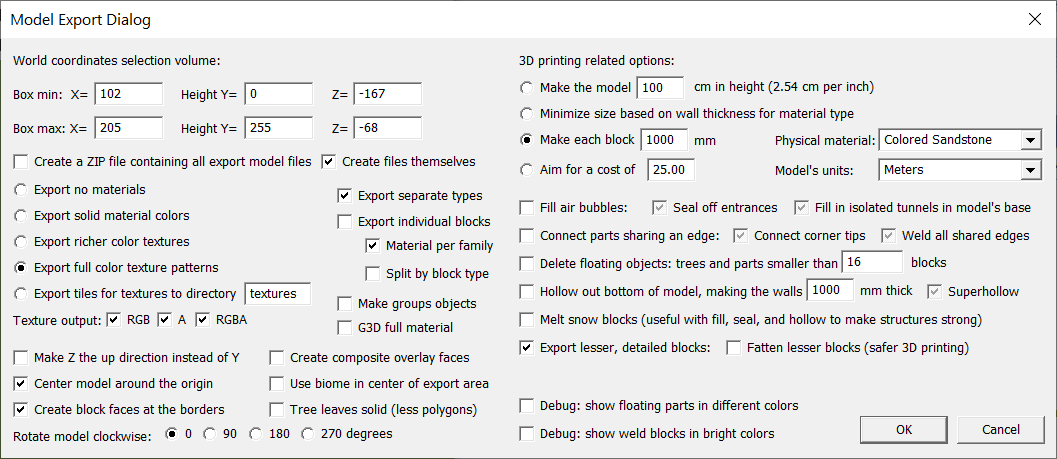 Model Export Dialog
World coordinates selection volume:
Box min: X= 102 Height Y= 0 Z= -167
Box max: X= 205 Height Y= 255 Z= -68
Create a ZIP file containing all export model files Create files themselves
Export no materials
Export separate types
Export solid material colors
Export individual blocks
Export richer color textures
Material per family
Export full color texture patterns
Split by block type
Export tiles for textures to directory textures
Make groups objects
Texture output: RGB A RGBA
G3D full material
Make Z the up direction instead of Y Create composite overlay faces
Center model around the origin Use biome in center of export area
Create block faces at the borders Tree leaves solid (less polygons)
Rotate model clockwise: 0 90 180 270 degrees
3D printing related options:
Make the model 100 cm in height (2.54 cm per inch)
Minimize size based on wall thickness for material type
Make each block 1000 mm Physical material: Colored Sandstone
Aim for a cost of 25.00 Model's units: Meters
Fill air bubbles: Seal off entrances Fill in isolated tunnels in model's base
Connect parts sharing an edge: Connect corner tips Weld all shared edges
Delete floating objects: trees and parts smaller than 16 blocks
Hollow out bottom of model, making the walls 1000 mm thick Superhollow
Melt snow blocks (useful with fill, seal, and hollow to make structures strong)
Export lesser, detailed blocks: Fatten lesser blocks (safer 3D printing)
Debug: show floating parts in different colors
Debug: show weld blocks in bright colors
OK Cancel